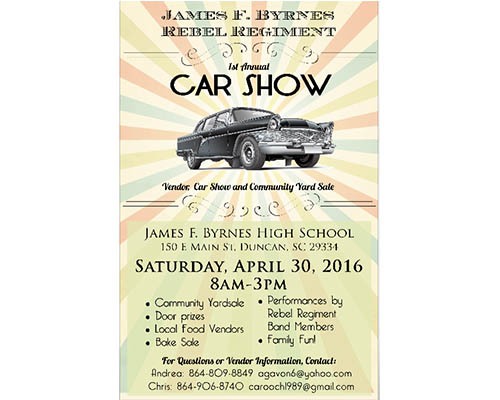 James F. Byrnes
Rebel Regiment
1st Annual
CAR SHOW
Vendor, Car Show and Community Yard Sale
James F. Byrnes High School
150 E Main St, Duncan, SC 29334
Saturday, April 30, 2016
8am-3pm
• Community Yardsale
• Door prizes
• Local Food Vendors
• Bake Sale
• Performances by
Rebel Regiment
Band Members
• Family Fun!
For Questions or Vendor Information, Contact:
Andrea: 864-809-8849 agavon6@yahoo.com
Chris: 864-906-8740 caroach1989@gmail.com